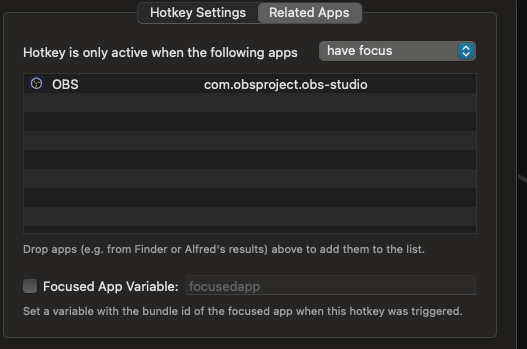 Hotkey Settings Related Apps
Hotkey is only active when the following apps have focus
OBS com.obsproject.obs-studio
Drop apps (e.g. from Finder or Alfred's results) above to add them to the list.
Focused App Variable: focusedapp
Set a variable with the bundle id of the focused app when this hotkey was triggered.